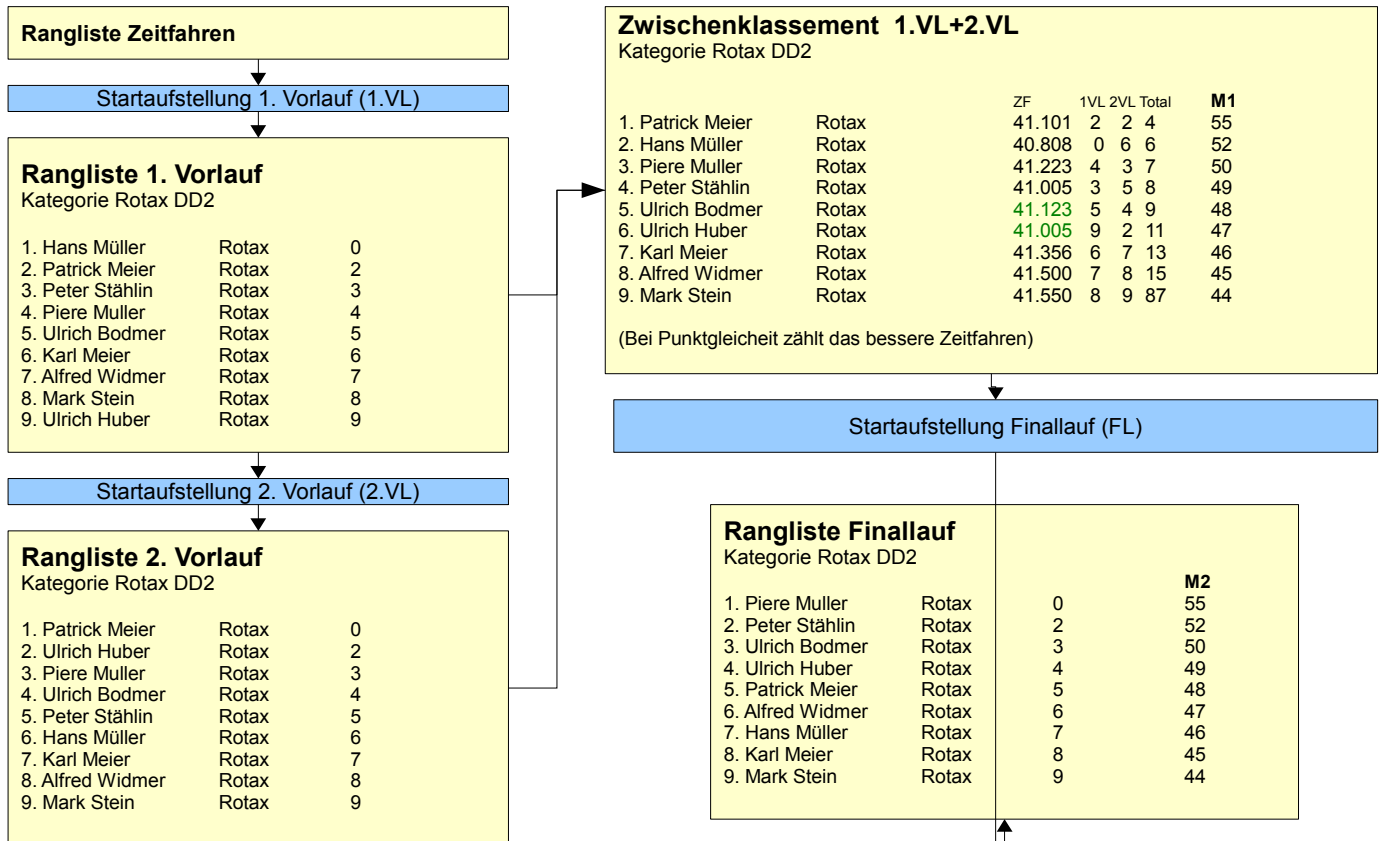 Rangliste Zeitfahren
Startaufstellung 1. Vorlauf (1.VL)
Rangliste 1. Vorlauf
Kategorie Rotax DD2
1. Hans Müller Rotax 0
2. Patrick Meier Rotax 2
3. Peter Stählin Rotax 3
4. Piere Muller Rotax 4
5. Ulrich Bodmer Rotax 5
6. Karl Meier Rotax 6
7. Alfred Widmer Rotax 7
8. Mark Stein Rotax 8
9. Ulrich Huber Rotax 9
Startaufstellung 2. Vorlauf (2.VL)
Rangliste 2. Vorlauf
Kategorie Rotax DD2
1. Patrick Meier Rotax 0
2. Ulrich Huber Rotax 2
3. Piere Muller Rotax 3
4. Ulrich Bodmer Rotax 4
5. Peter Stählin Rotax 5
6. Hans Müller Rotax 6
7. Karl Meier Rotax 7
8. Alfred Widmer Rotax 8
9. Mark Stein Rotax 9
Zwischenklassement 1.VL+2.VL
Kategorie Rotax DD2
ZF 1VL 2VL Total M1
1. Patrick Meier Rotax 41.101 2 2 4 55
2. Hans Müller Rotax 40.808 0 6 6 52
3. Piere Muller Rotax 41.223 4 3 7 50
4. Peter Stählin Rotax 41.005 3 5 8 49
5. Ulrich Bodmer Rotax 41.123 5 4 9 48
6. Ulrich Huber Rotax 41.005 9 2 11 47
7. Karl Meier Rotax 41.356 6 7 13 46
8. Alfred Widmer Rotax 41.500 7 8 15 45
9. Mark Stein Rotax 41.550 8 9 87 44
(Bei Punktgleicheit zählt das bessere Zeitfahren)
Startaufstellung Finallauf (FL)
Rangliste Finallauf
Kategorie Rotax DD2
M2
1. Piere Muller Rotax 0 55
2. Peter Stählin Rotax 2 52
3. Ulrich Bodmer Rotax 3 50
4. Ulrich Huber Rotax 4 49
5. Patrick Meier Rotax 5 48
6. Alfred Widmer Rotax 6 47
7. Hans Müller Rotax 7 46
8. Karl Meier Rotax 8 45
9. Mark Stein Rotax 9 44